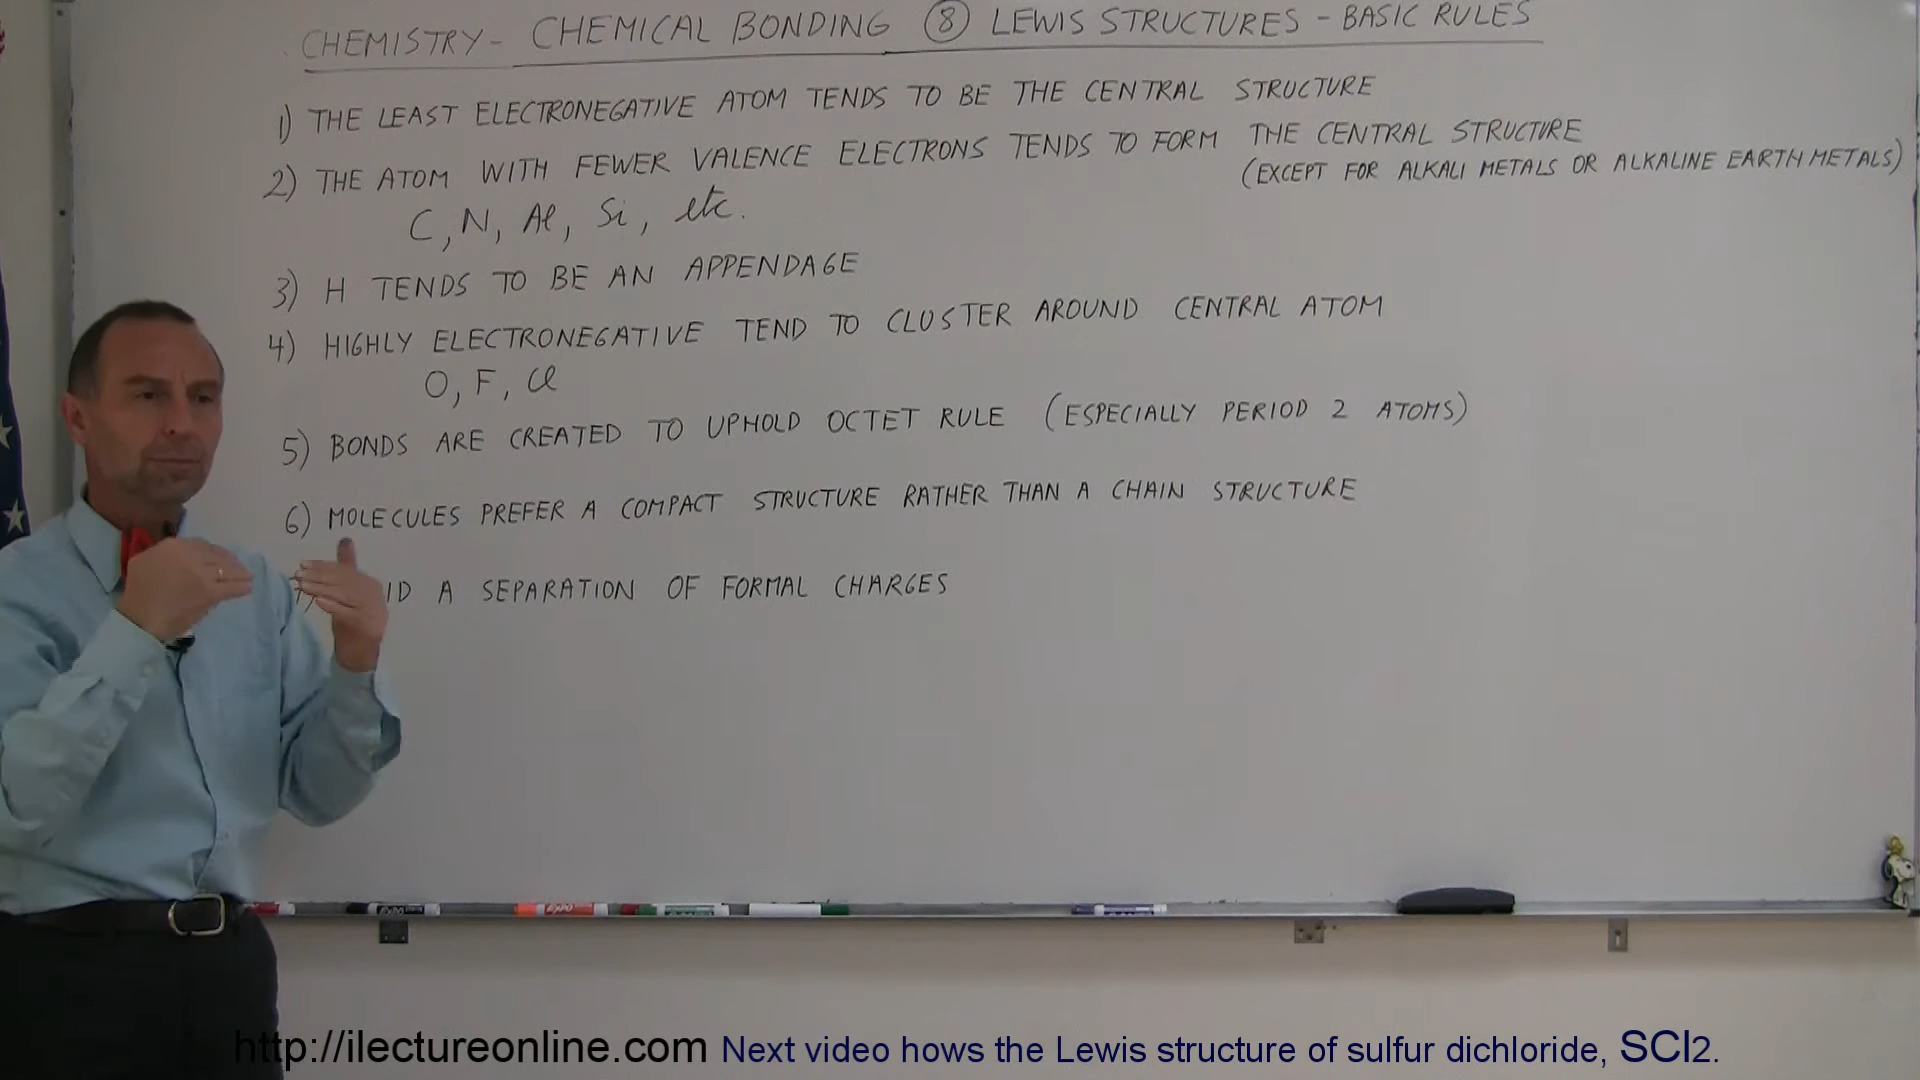 CHEMISTRY - CHEMICAL BONDING ⑧ LEWIS STRUCTURES - BASIC RULES
1) THE LEAST ELECTRONEGATIVE ATOM TENDS TO BE THE CENTRAL STRUCTURE
2) THE ATOM WITH FEWER VALENCE ELECTRONS TENDS TO FORM THE CENTRAL STRUCTURE
(EXCEPT FOR ALKALI METALS OR ALKALINE EARTH METALS)
C, N, Al, Si, etc.
3) H TENDS TO BE AN APPENDAGE
4) HIGHLY ELECTRONEGATIVE TEND TO CLUSTER AROUND CENTRAL ATOM
O, F, Cl
5) BONDS ARE CREATED TO UPHOLD OCTET RULE (ESPECIALLY PERIOD 2 ATOMS)
6) MOLECULES PREFER A COMPACT STRUCTURE RATHER THAN A CHAIN STRUCTURE
7) A SEPARATION OF FORMAL CHARGES
EXPO
http://ilectureonline.com Next video hows the Lewis structure of sulfur dichloride, SCl2.